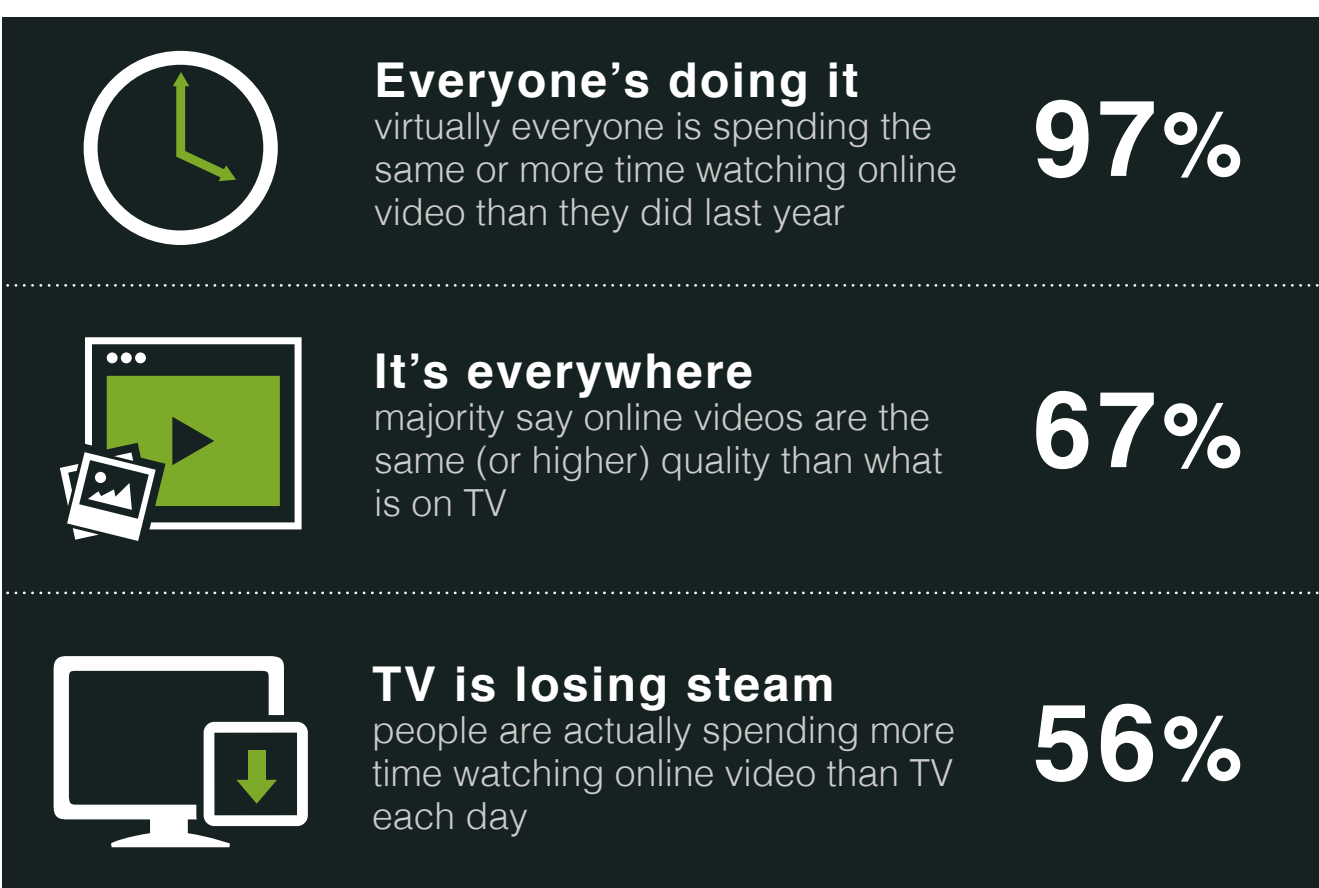 Everyone’s doing it
virtually everyone is spending the
same or more time watching online
video than they did last year
97%
It’s everywhere
majority say online videos are the
same (or higher) quality than what
is on TV
67%
TV is losing steam
people are actually spending more
time watching online video than TV
each day
56%